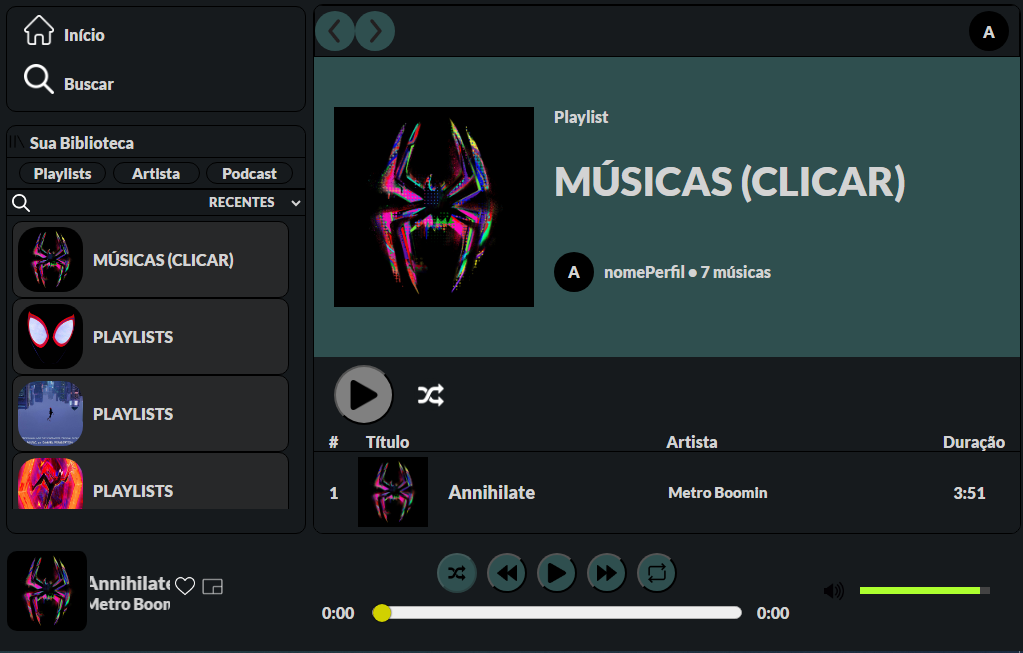 Início
Buscar
Sua Biblioteca
Playlists Artista Podcast
RECENTES
MÚSICAS (CLICAR)
PLAYLISTS
PLAYLISTS
PLAYLISTS
A
Playlist
MÚSICAS (CLICAR)
A nomePerfil ● 7 músicas
# Título Artista Duração
1 Annihilate Metro Boomin 3:51
Annihilate
Metro Boon
0:00 0:00